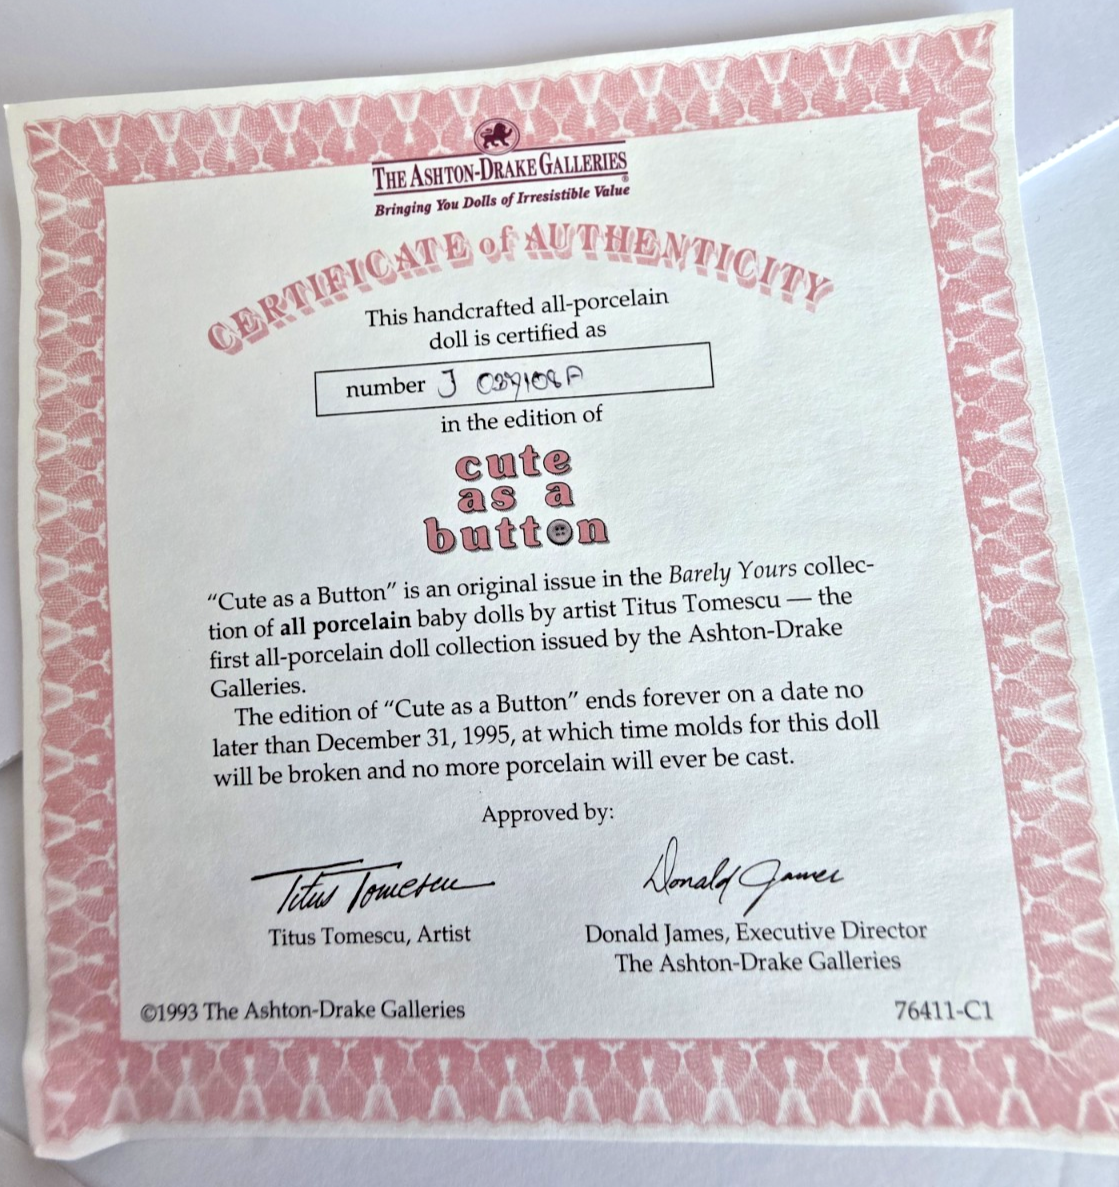 THE ASHTON-DRAKE GALLERIES®
Bringing You Dolls of Irresistible Value
CERTIFICATE of AUTHENTICITY
This handcrafted all-porcelain
doll is certified as
number J
in the edition of
cute
as a
button
“Cute as a Button” is an original issue in the Barely Yours collec-
tion of all porcelain baby dolls by artist Titus Tomescu — the
first all-porcelain doll collection issued by the Ashton-Drake
Galleries.
The edition of “Cute as a Button” ends forever on a date no
later than December 31, 1995, at which time molds for this doll
will be broken and no more porcelain will ever be cast.
Approved by:
Titus Tomescu
Donald James
Titus Tomescu, Artist
Donald James, Executive Director
The Ashton-Drake Galleries
©1993 The Ashton-Drake Galleries
76411-C1